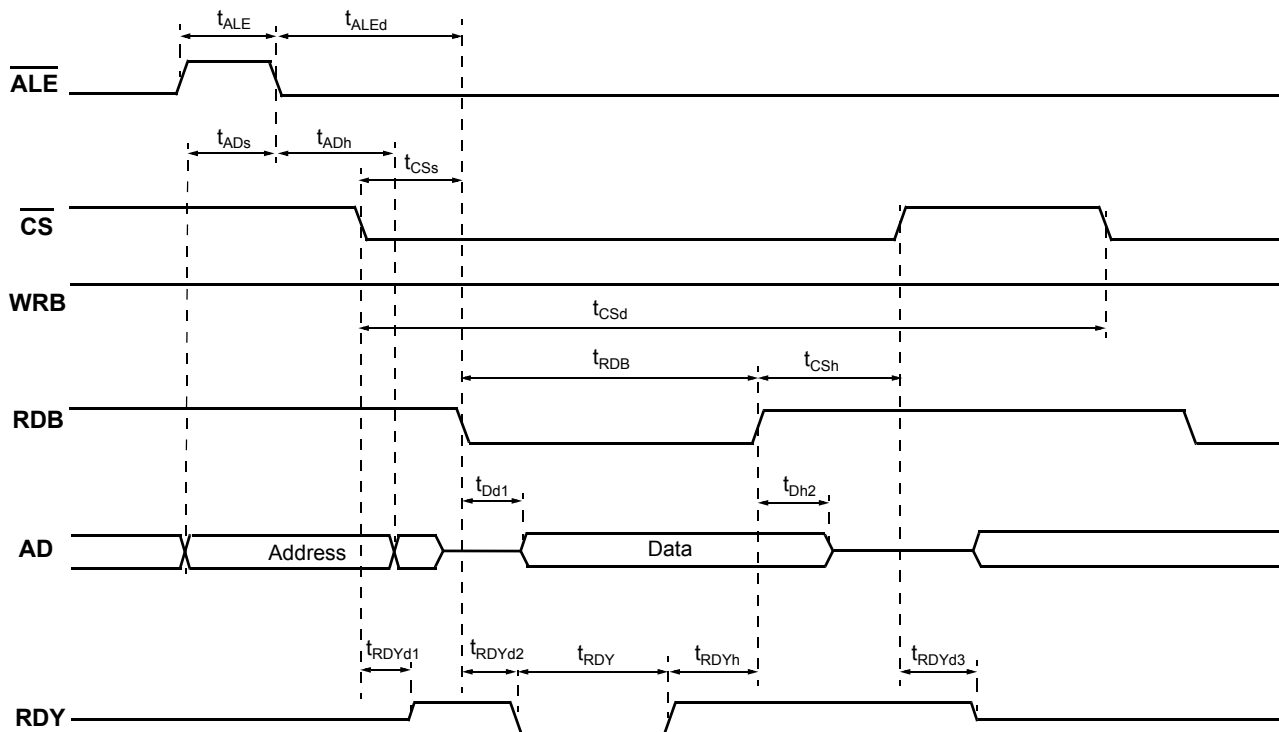 tALE tALEd
ALE
tADs tADh
tCSs
CS
WRB
tCSd
tRDB tCSh
RDB
tDd1 tDh2
AD Address Data
tRDYd1 tRDYd2 tRDY tRDYh tRDYd3
RDY